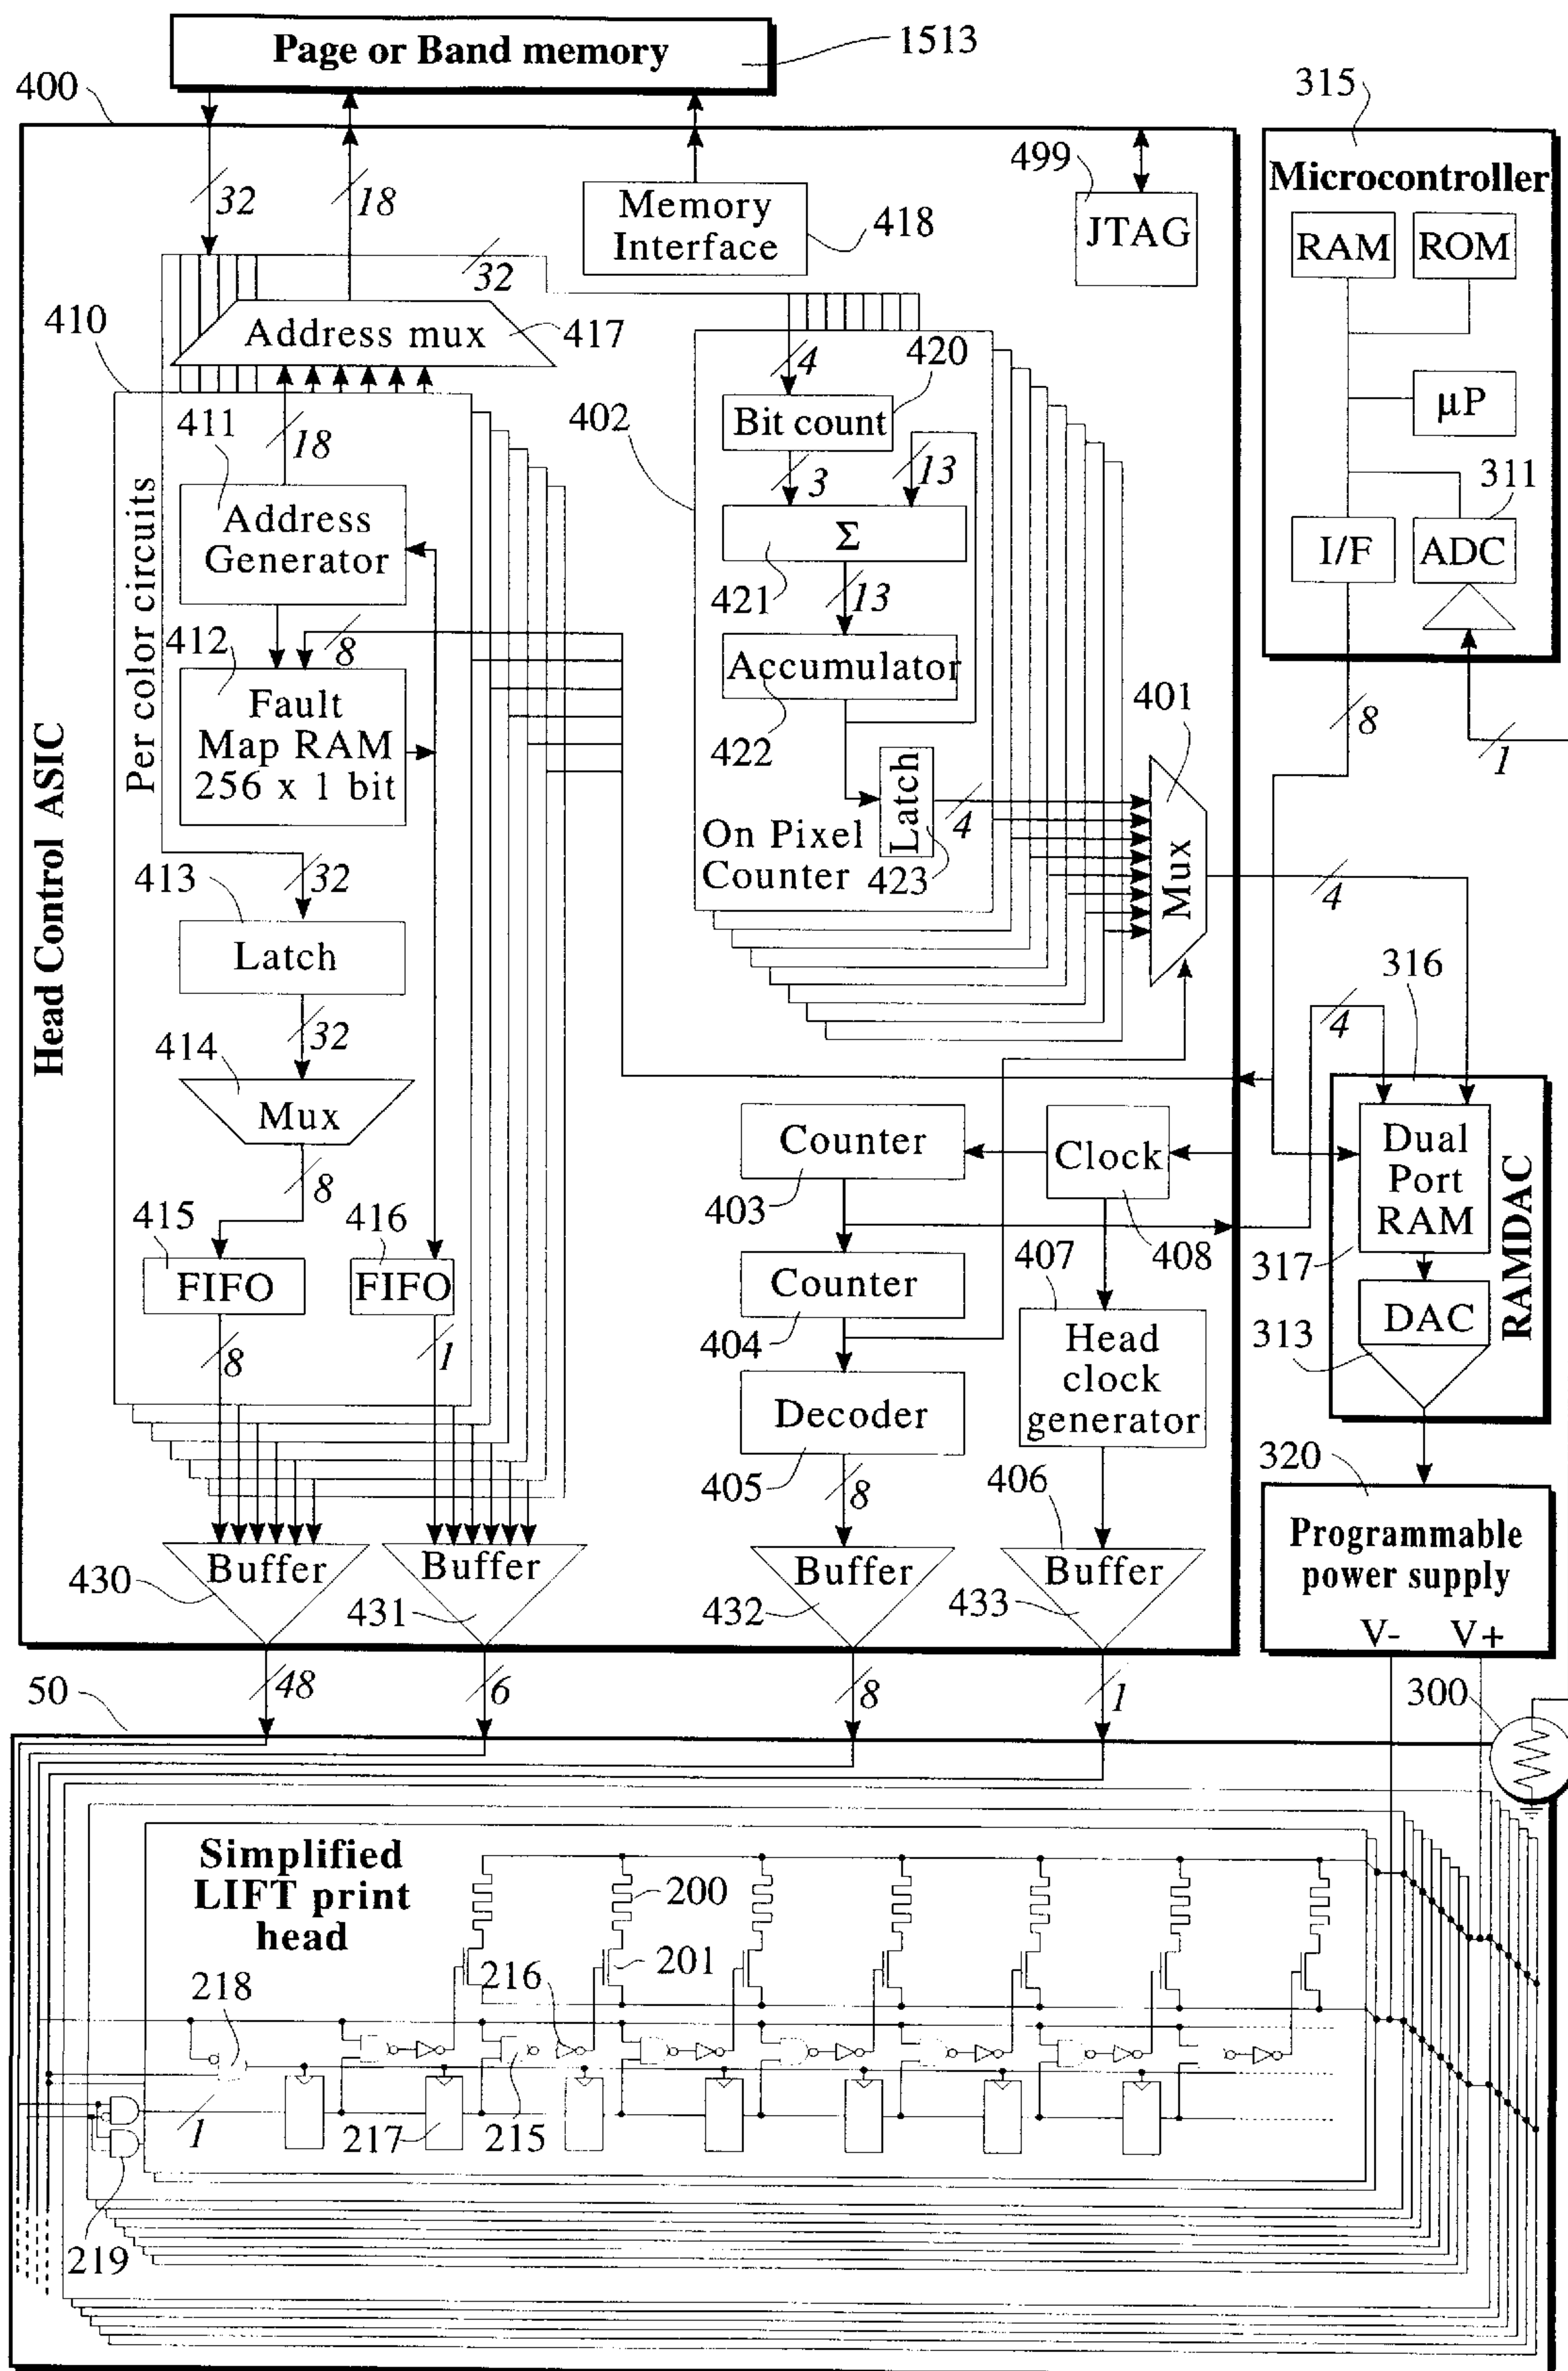 Page or Band memory
1513
400
315
499
Microcontroller
32
18
Memory
Interface
418
JTAG
RAM
ROM
32
410
Address mux
417
420
4
411
18
402
Bit count
µP
Per color circuits
3
13
311
Address
Generator
Σ
I/F
ADC
421
13
412
8
Accumulator
Fault
Map RAM
256 x 1 bit
422
401
8
1
Head Control ASIC
Latch
4
On Pixel
Counter
423
Mux
4
413
32
Latch
316
32
4
414
Mux
Counter
Clock
Dual
Port
RAM
RAMDAC
8
403
415
416
407
408
317
FIFO
FIFO
Counter
DAC
404
313
8
1
Head
clock
generator
Decoder
405
8
406
320
Buffer
Buffer
Buffer
Buffer
Programmable
power supply
430
431
432
433
V-
V+
50
48
6
8
1
300
Simplified
LIFT print
head
200
201
216
218
1
217
215
219